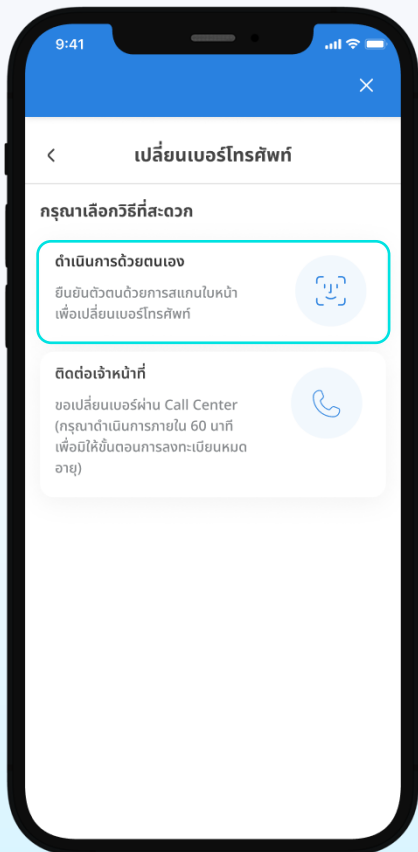 9:41
เปลี่ยนเบอร์โทรศัพท์
กรุณาเลือกวิธีที่สะดวก
ดำเนินการด้วยตนเอง
ยืนยันตัวตนด้วยการสแกนใบหน้า
เพื่อเปลี่ยนเบอร์โทรศัพท์
ติดต่อเจ้าหน้าที่
ขอเปลี่ยนเบอร์ผ่าน Call Center
(กรุณาดำเนินการภายใน 60 นาที
เพื่อมิให้ขั้นตอนการลงทะเบียนหมด
อายุ)